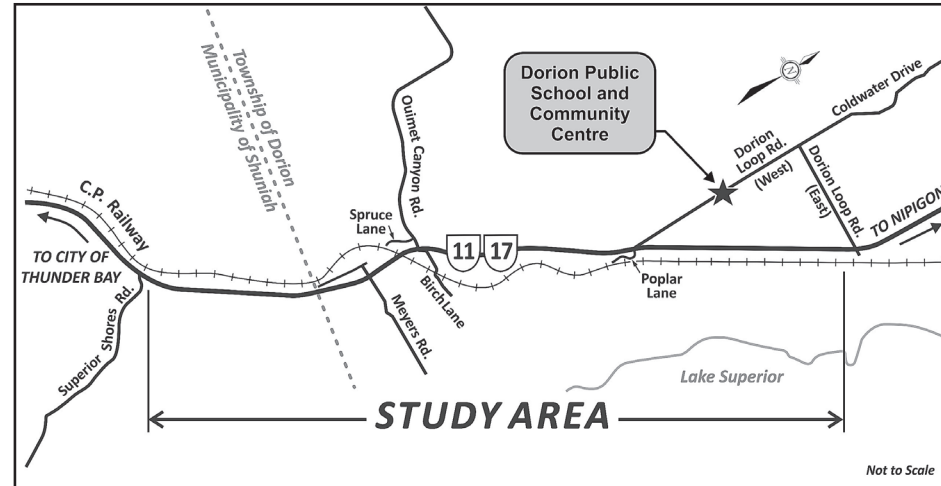 Township of Dorion
Municipality of Shuniah
Ouimet Canyon Rd.
Dorion Public
School and
Community
Centre
N
Coldwater Drive
Dorion
Loop Rd.
(West)
Dorion Loop Rd.
(East)
C.P. Railway
Spruce
Lane
TO NIPIGON
11 17
TO CITY OF
THUNDER BAY
Superior Shores Rd.
Meyers Rd.
Birch Lane
Poplar
Lane
Lake Superior
STUDY AREA
Not to Scale